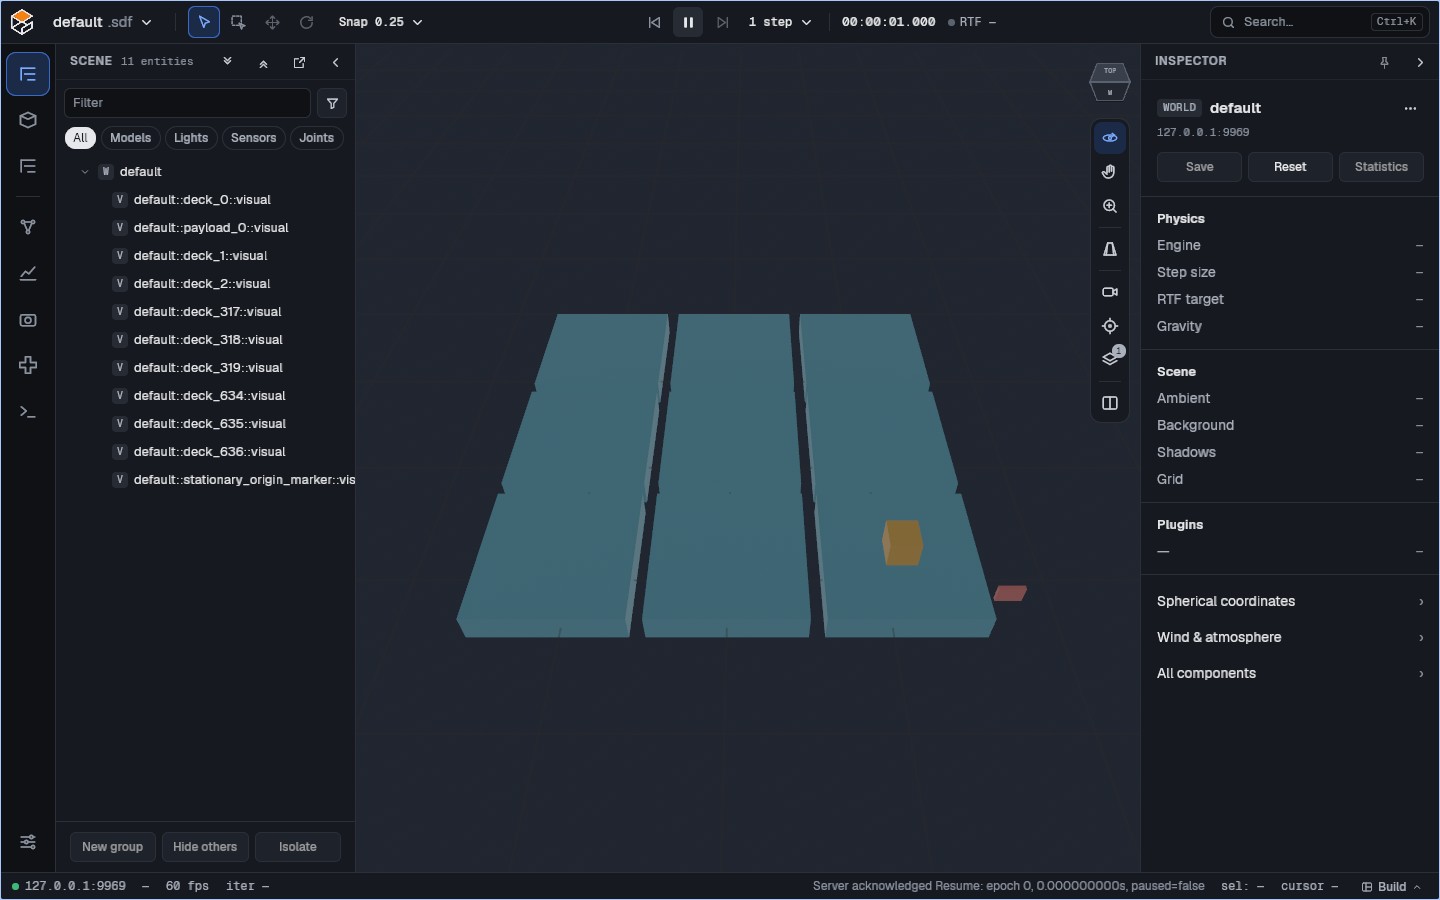 default .sdf
Snap 0.25
1 step
00:00:01.000
RTF –
Search…
Ctrl+K
SCENE 11 entities
Filter
All
Models
Lights
Sensors
Joints
W default
V default::deck_0::visual
V default::payload_0::visual
V default::deck_1::visual
V default::deck_2::visual
V default::deck_317::visual
V default::deck_318::visual
V default::deck_319::visual
V default::deck_634::visual
V default::deck_635::visual
V default::deck_636::visual
V default::stationary_origin_marker::vis
New group
Hide others
Isolate
TOP
1
INSPECTOR
WORLD default
127.0.0.1:9969
Save
Reset
Statistics
Physics
Engine –
Step size –
RTF target –
Gravity –
Scene
Ambient –
Background –
Shadows –
Grid –
Plugins
— –
Spherical coordinates
Wind & atmosphere
All components
127.0.0.1:9969 – 60 fps iter –
Server acknowledged Resume: epoch 0, 0.000000000s, paused=false
sel: –
cursor –
Build